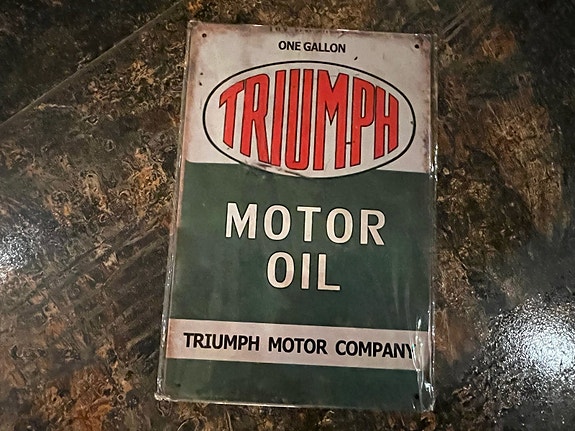 ONE GALLON
TRIUMPH
MOTOR
OIL
TRIUMPH MOTOR COMPANY